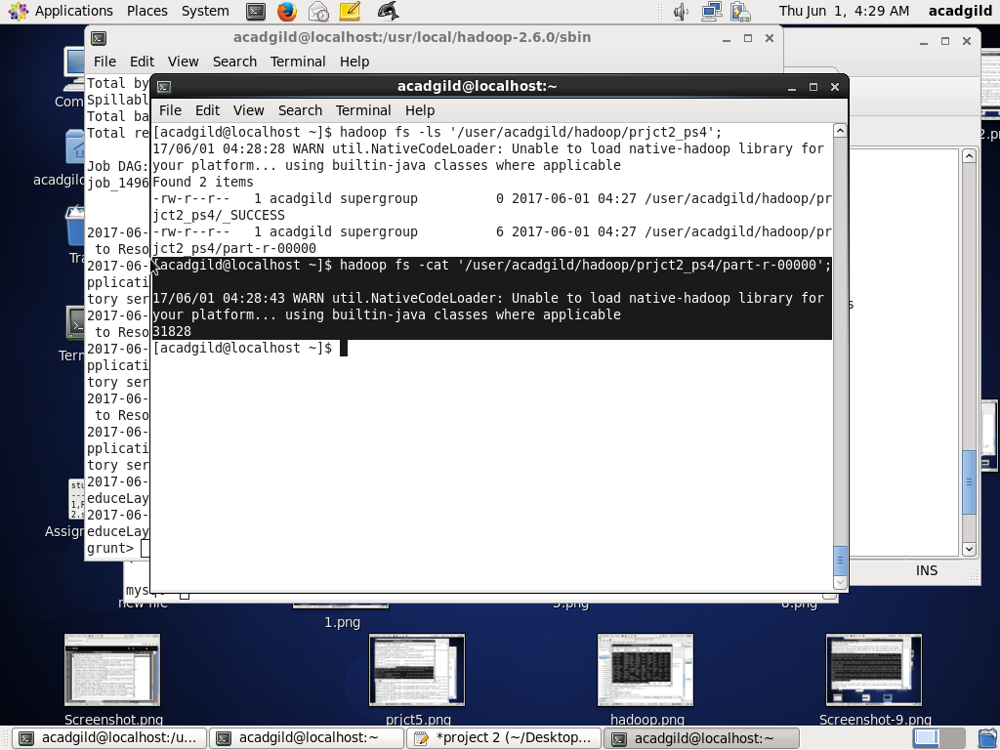 Applications Places System Thu Jun 1, 4:29 AM acadgild
acadgild@localhost:/usr/local/hadoop-2.6.0/sbin
File Edit View Search Terminal Help
Total by
Spillabl
Total ba
Total re
Job DAG:
job_1496
2017-06-
to Reso
2017-06-
pplicati
tory ser
2017-06-
to Reso
2017-06-
pplicati
tory ser
2017-06-
to Reso
2017-06-
pplicati
tory ser
2017-06-
educeLay
2017-06-
educeLay
grunt>
acadgild@localhost:~
File Edit View Search Terminal Help
[acadgild@localhost ~]$ hadoop fs -ls '/user/acadgild/hadoop/prjct2_ps4';
17/06/01 04:28:28 WARN util.NativeCodeLoader: Unable to load native-hadoop library for
your platform... using builtin-java classes where applicable
Found 2 items
-rw-r--r-- 1 acadgild supergroup 0 2017-06-01 04:27 /user/acadgild/hadoop/pr
jct2_ps4/_SUCCESS
-rw-r--r-- 1 acadgild supergroup 6 2017-06-01 04:27 /user/acadgild/hadoop/pr
jct2_ps4/part-r-00000
[acadgild@localhost ~]$ hadoop fs -cat '/user/acadgild/hadoop/prjct2_ps4/part-r-00000';
17/06/01 04:28:43 WARN util.NativeCodeLoader: Unable to load native-hadoop library for
your platform... using builtin-java classes where applicable
31828
[acadgild@localhost ~]$
Com
acadgild
Tra
Term
Assign
INS
new file
1.png
Screenshot.png
prjct5.png
hadoop.png
Screenshot-9.png
acadgild@localhost:/u...
acadgild@localhost:~
*project 2 (~/Desktop...
acadgild@localhost:~